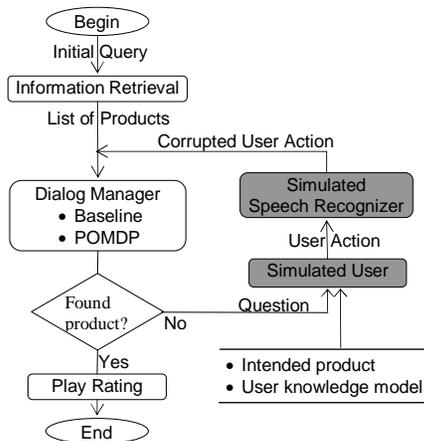 Begin
Initial Query
Information Retrieval
List of Products
Corrupted User Action
Dialog Manager
• Baseline
• POMDP
Simulated
Speech Recognizer
User Action
Simulated User
Found
product?
No
Question
Yes
• Intended product
• User knowledge model
Play Rating
End